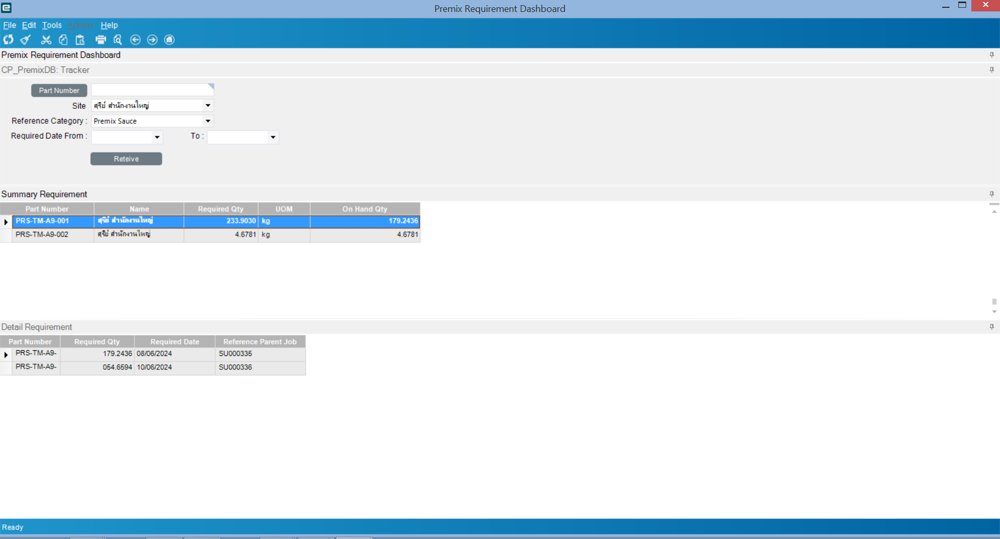 Premix Requirement Dashboard
File Edit Tools Actions Help
Premix Requirement Dashboard
CP_PremixDB: Tracker
Part Number
Site สุรีย์ สำนักงานใหญ่
Reference Category : Premix Sauce
Required Date From : To :
Reteive
Summary Requirement
Part Number Name Required Qty UOM On Hand Qty
PRS-TM-A9-001 สุรีย์ สำนักงานใหญ่ 233.9030 kg 179.2436
PRS-TM-A9-002 สุรีย์ สำนักงานใหญ่ 4.6781 kg 4.6781
Detail Requirement
Part Number Required Qty Required Date Reference Parent Job
PRS-TM-A9- 179.2436 08/06/2024 SU000335
PRS-TM-A9- 054.6594 10/06/2024 SU000336
Ready